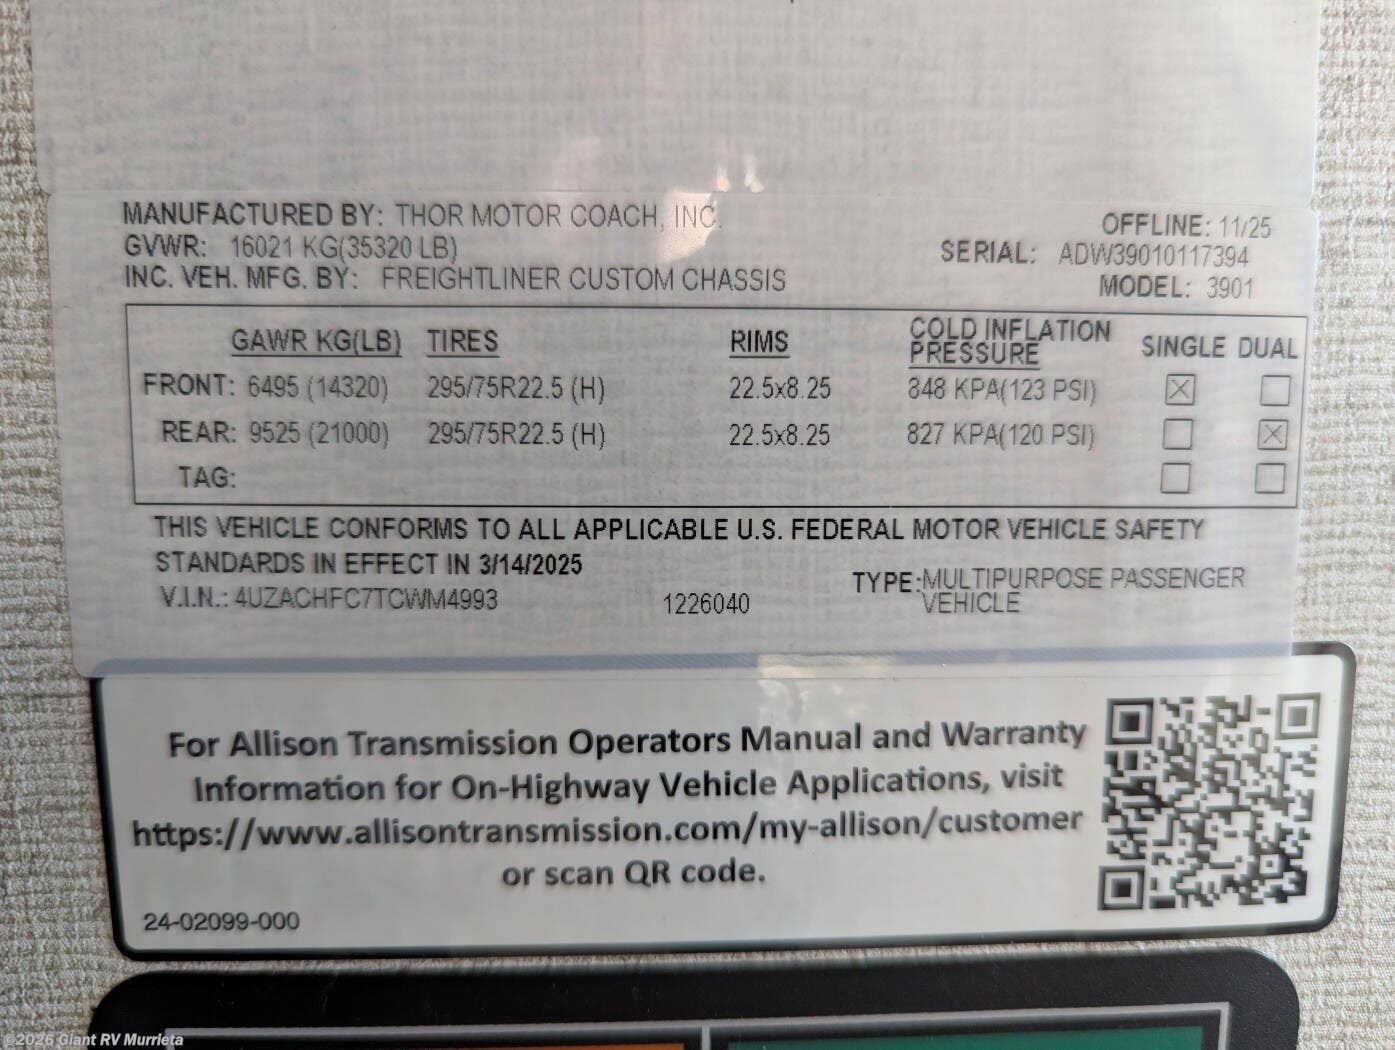 MANUFACTURED BY: THOR MOTOR COACH, INC.
OFFLINE: 11/25
GVWR: 16021 KG(35320 LB)
SERIAL: ADW39010117394
INC. VEH. MFG. BY: FREIGHTLINER CUSTOM CHASSIS
MODEL: 3901
GAWR KG(LB) TIRES RIMS COLD INFLATION PRESSURE SINGLE DUAL
FRONT: 6495 (14320) 295/75R22.5 (H) 22.5x8.25 848 KPA(123 PSI) ☒ ☐
REAR: 9525 (21000) 295/75R22.5 (H) 22.5x8.25 827 KPA(120 PSI) ☐ ☒
TAG: ☐ ☐
THIS VEHICLE CONFORMS TO ALL APPLICABLE U.S. FEDERAL MOTOR VEHICLE SAFETY
STANDARDS IN EFFECT IN 3/14/2025
V.I.N.: 4UZACHFC7TCWM4993 1226040
TYPE: MULTIPURPOSE PASSENGER
VEHICLE
For Allison Transmission Operators Manual and Warranty
Information for On-Highway Vehicle Applications, visit
https://www.allisontransmission.com/my-allison/customer
or scan QR code.
24-02099-000
©2026 Giant RV Murrieta